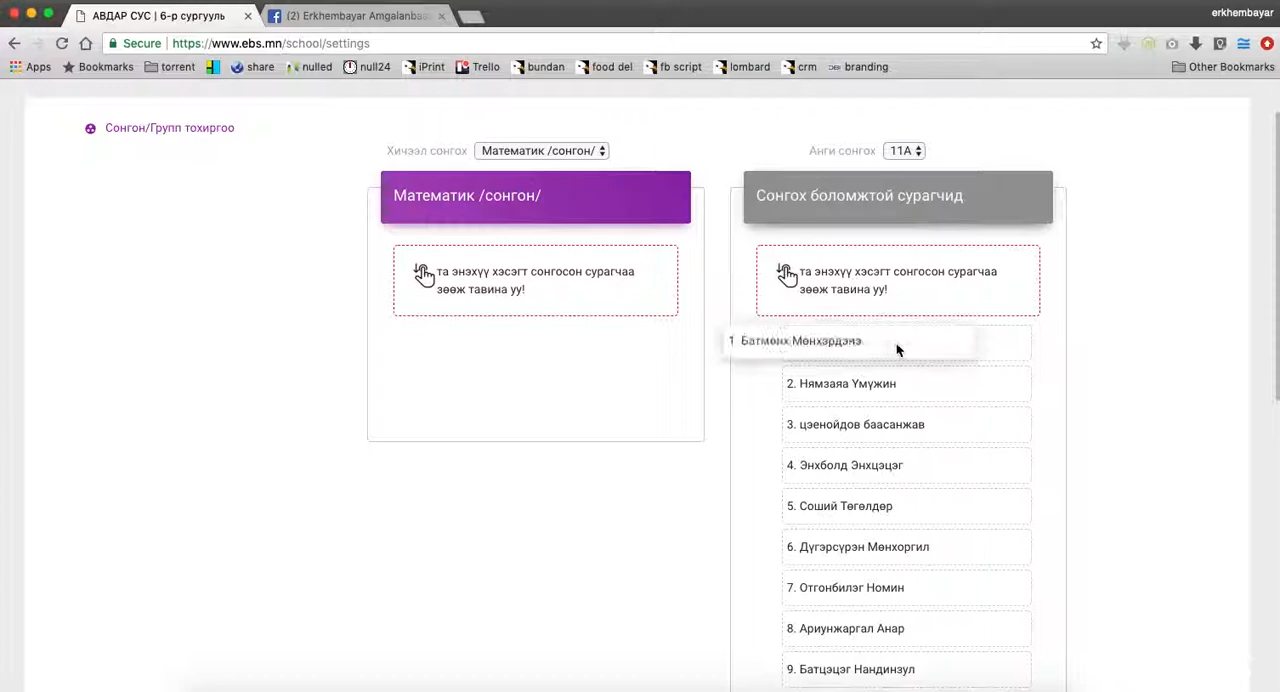 АВДАР СУС | 6-р сургууль
(2) Erkhembayar Amgalanbas
erkhembayar
Secure https://www.ebs.mn/school/settings
Apps Bookmarks torrent share nulled null24 iPrint Trello bundan food del fb script lombard crm branding Other Bookmarks
Сонгон/Групп тохиргоо
Хичээл сонгох Математик /сонгон/
Анги сонгох 11А
Математик /сонгон/
та энэхүү хэсэгт сонгосон сурагчаа
зөөж тавина уу!
Сонгох боломжтой сурагчид
та энэхүү хэсэгт сонгосон сурагчаа
зөөж тавина уу!
1 Батмөнх Мөнхэрдэнэ
2. Нямзаяа Үмүжин
3. цэенойдов баасанжав
4. Энхболд Энхцэцэг
5. Соший Төгөлдөр
6. Дүгэрсүрэн Мөнхоргил
7. Отгонбилэг Номин
8. Ариунжаргал Анар
9. Батцэцэг Нандинзул